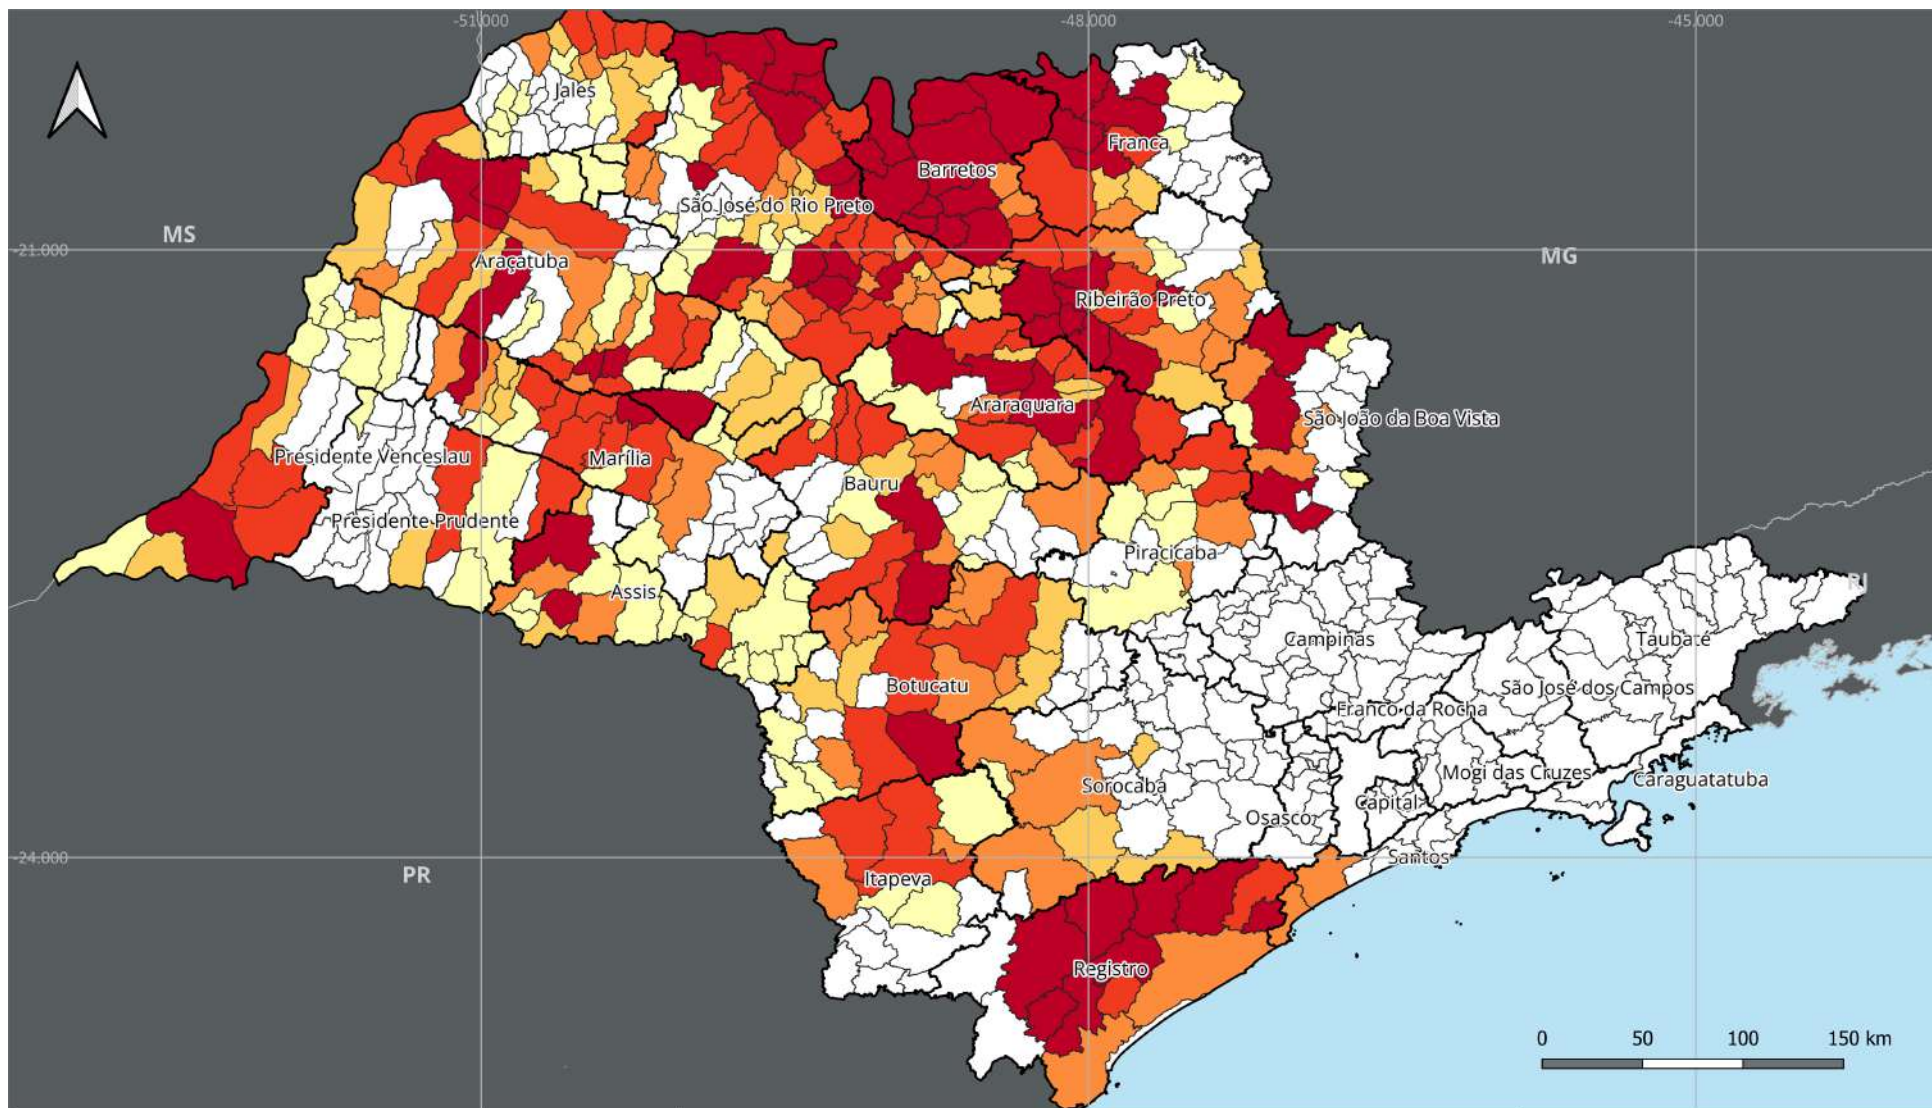 -51.000
-48.000
-45.000
Jales
Franca
Barretos
São José do Rio Preto
MS
-21.000
MG
Araçatuba
Ribeirão Preto
Araraquara
São João da Boa Vista
Presidente Venceslau
Marília
Bauru
Presidente Prudente
Piracicaba
RJ
Assis
Campinas
Taubaté
Botucatu
São José dos Campos
Franco da Rocha
Mogi das Cruzes
Caraguatatuba
Sorocaba
Capital
Osasco
-24.000
Santos
PR
Itapeva
Registro
0 50 100 150 km